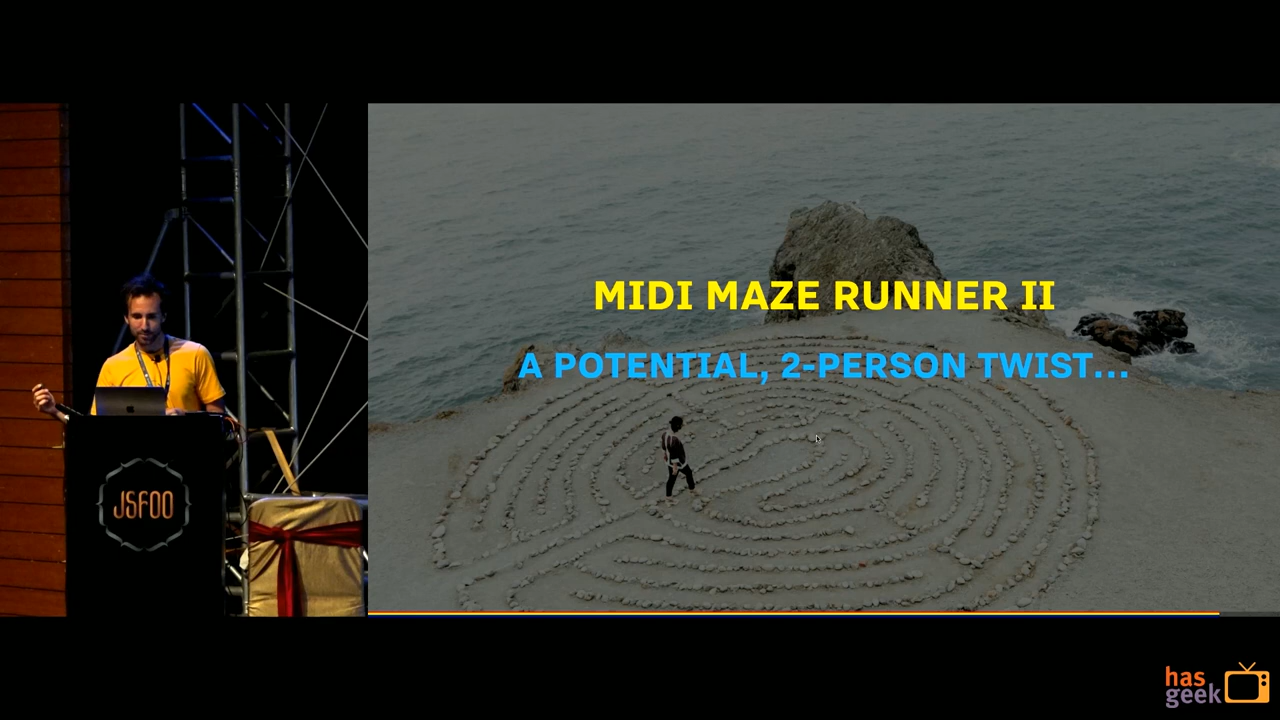 MIDI MAZE RUNNER II
A POTENTIAL, 2-PERSON TWIST...
JSFOO
has
geek